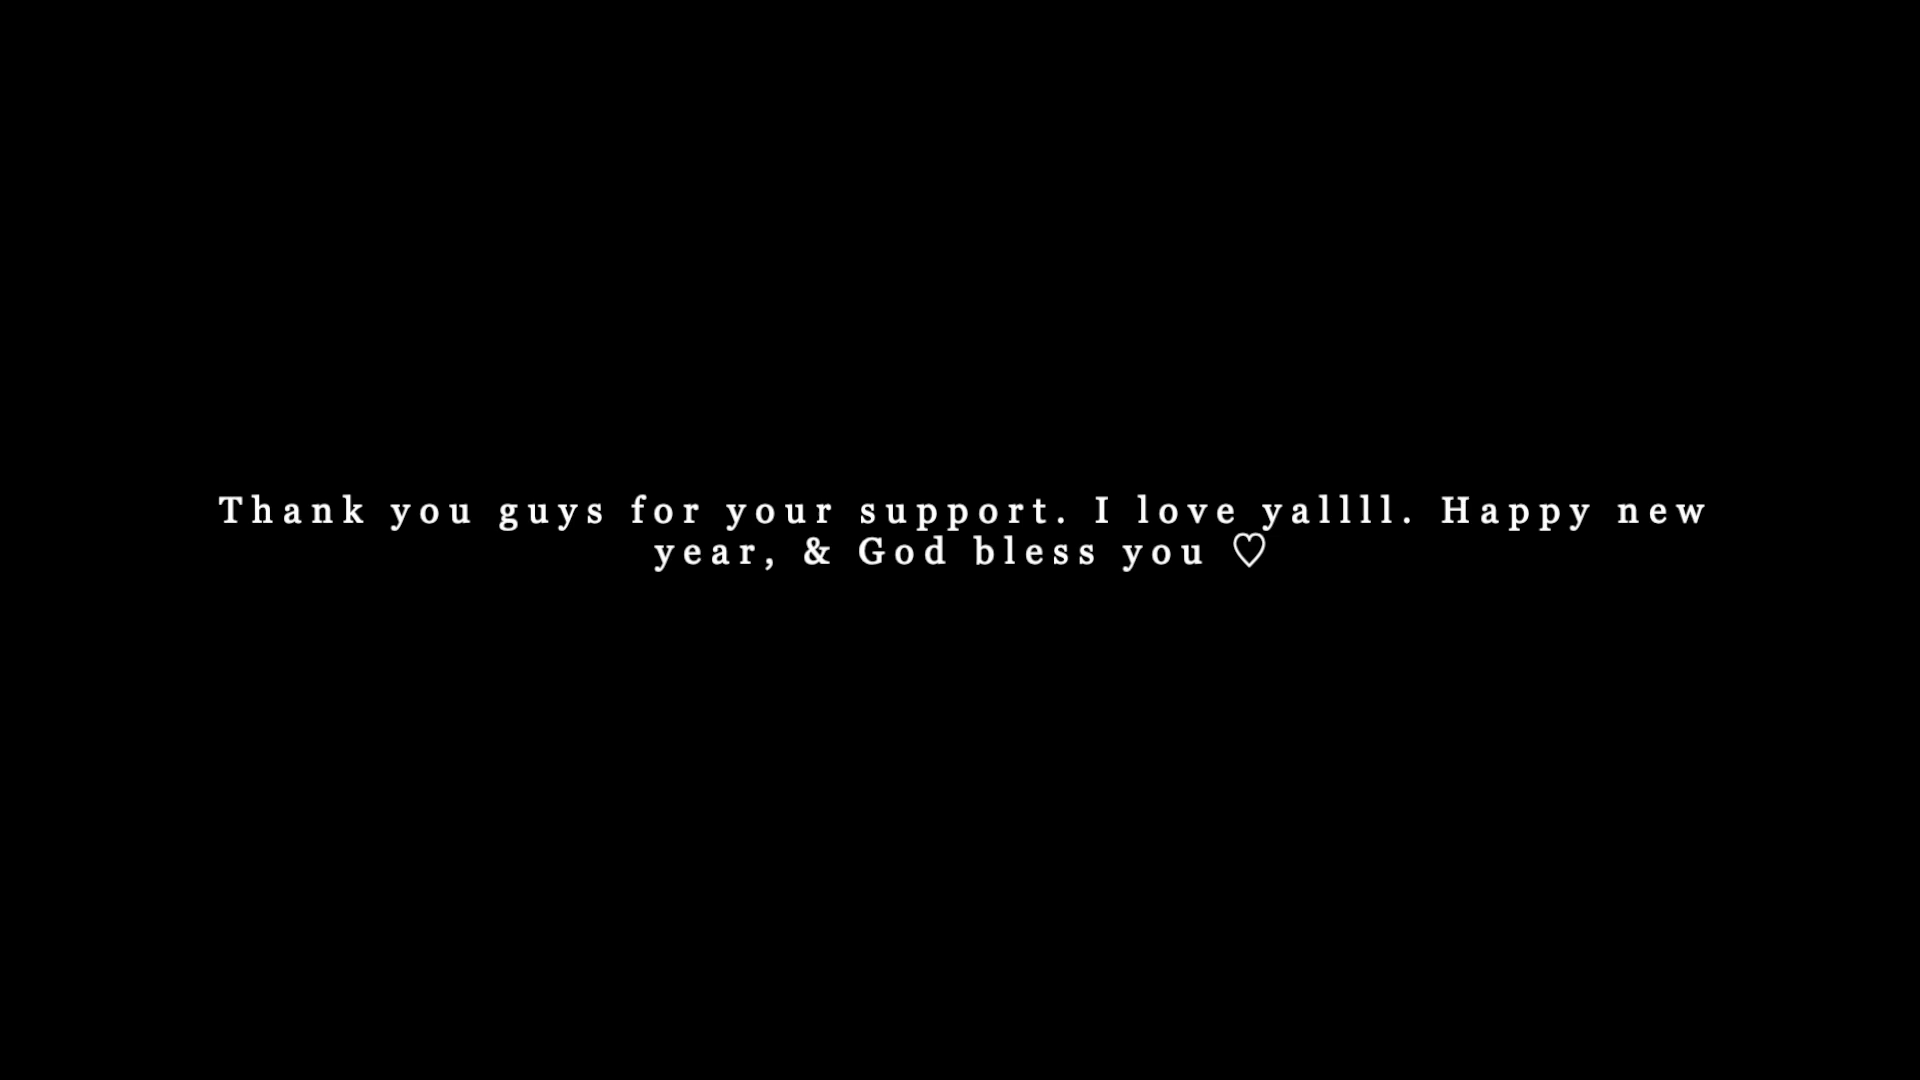 Thank you guys for your support. I love yallll. Happy new
year, & God bless you ♡